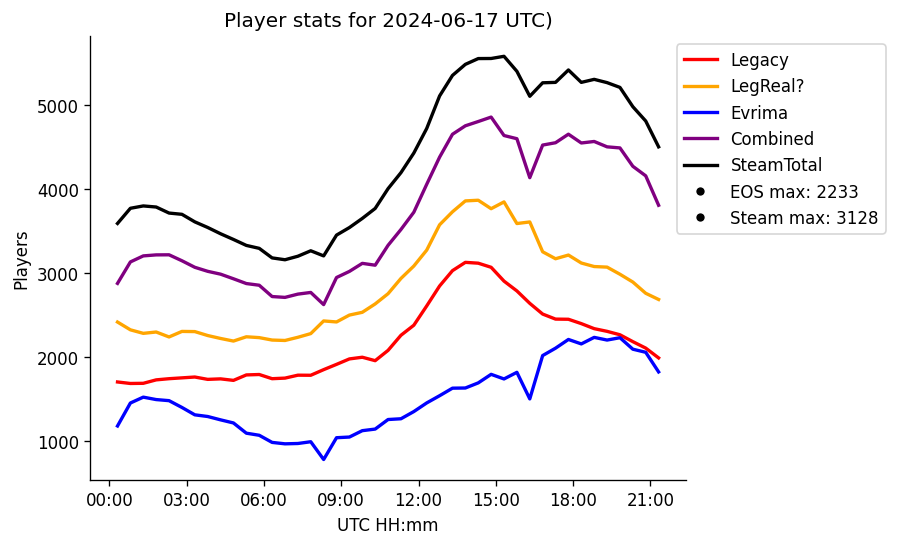 Player stats for 2024-06-17 UTC)
Players
5000
4000
3000
2000
1000
00:00 03:00 06:00 09:00 12:00 15:00 18:00 21:00
UTC HH:mm
Legacy
LegReal?
Evrima
Combined
SteamTotal
EOS max: 2233
Steam max: 3128